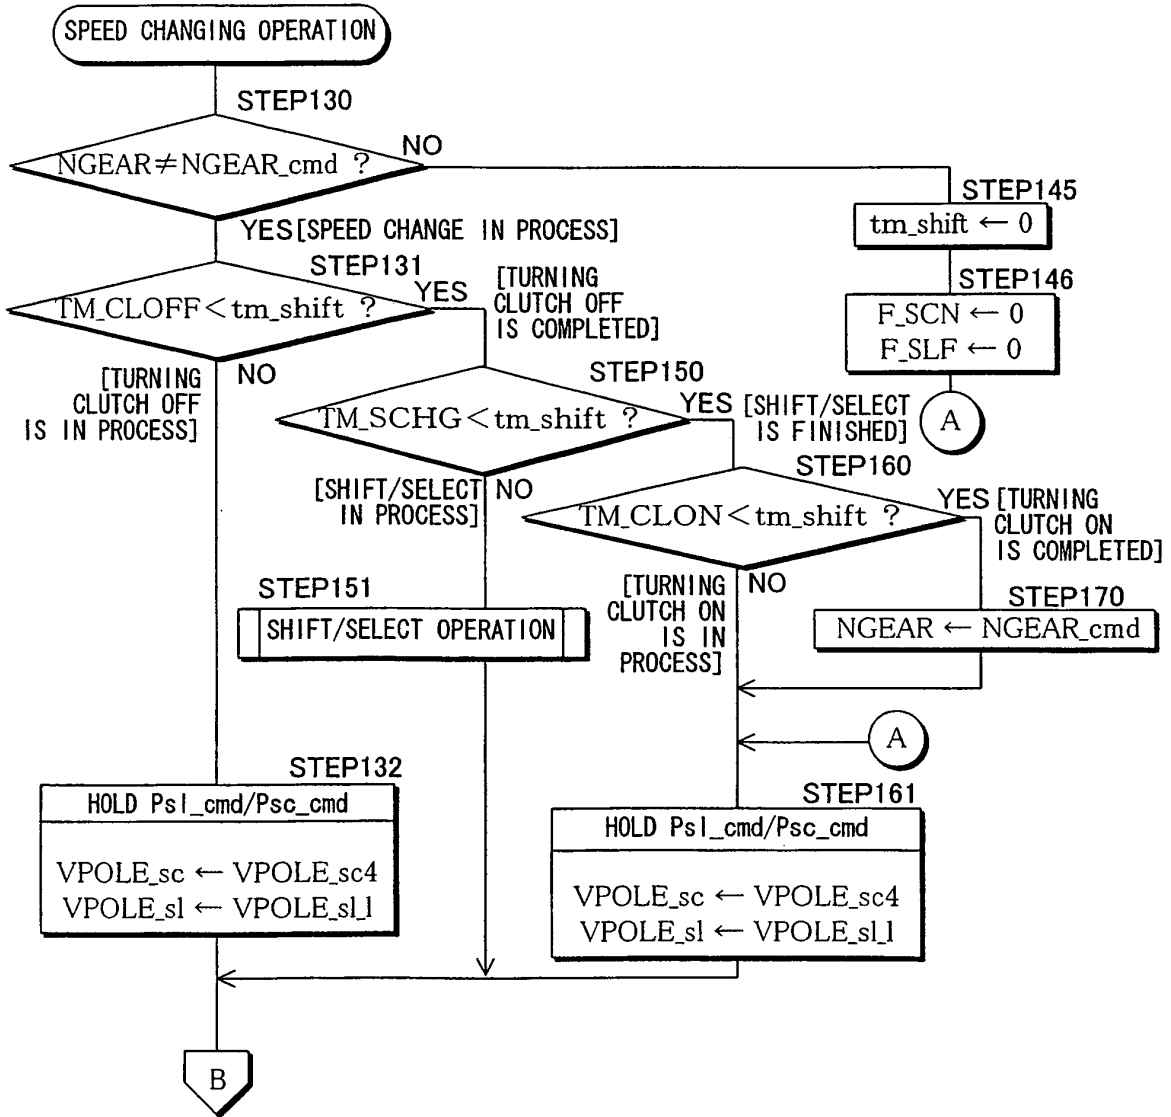 SPEED CHANGING OPERATION
STEP130
NGEAR≠NGEAR_cmd ?
NO
YES[SPEED CHANGE IN PROCESS]
STEP145
tm_shift ← 0
STEP146
F_SCN ← 0
F_SLF ← 0
A
STEP131
TM_CLOFF<tm_shift ?
YES
[TURNING
CLUTCH OFF
IS COMPLETED]
NO
[TURNING
CLUTCH OFF
IS IN PROCESS]
STEP150
TM_SCHG<tm_shift ?
YES
[SHIFT/SELECT
IS FINISHED]
[SHIFT/SELECT
IN PROCESS]
NO
STEP160
TM_CLON<tm_shift ?
YES
[TURNING
CLUTCH ON
IS COMPLETED]
NO
[TURNING
CLUTCH ON
IS IN
PROCESS]
STEP151
SHIFT/SELECT OPERATION
STEP170
NGEAR ← NGEAR_cmd
A
STEP132
HOLD Psl_cmd/Psc_cmd
VPOLE_sc ← VPOLE_sc4
VPOLE_sl ← VPOLE_sl_l
STEP161
HOLD Psl_cmd/Psc_cmd
VPOLE_sc ← VPOLE_sc4
VPOLE_sl ← VPOLE_sl_l
B